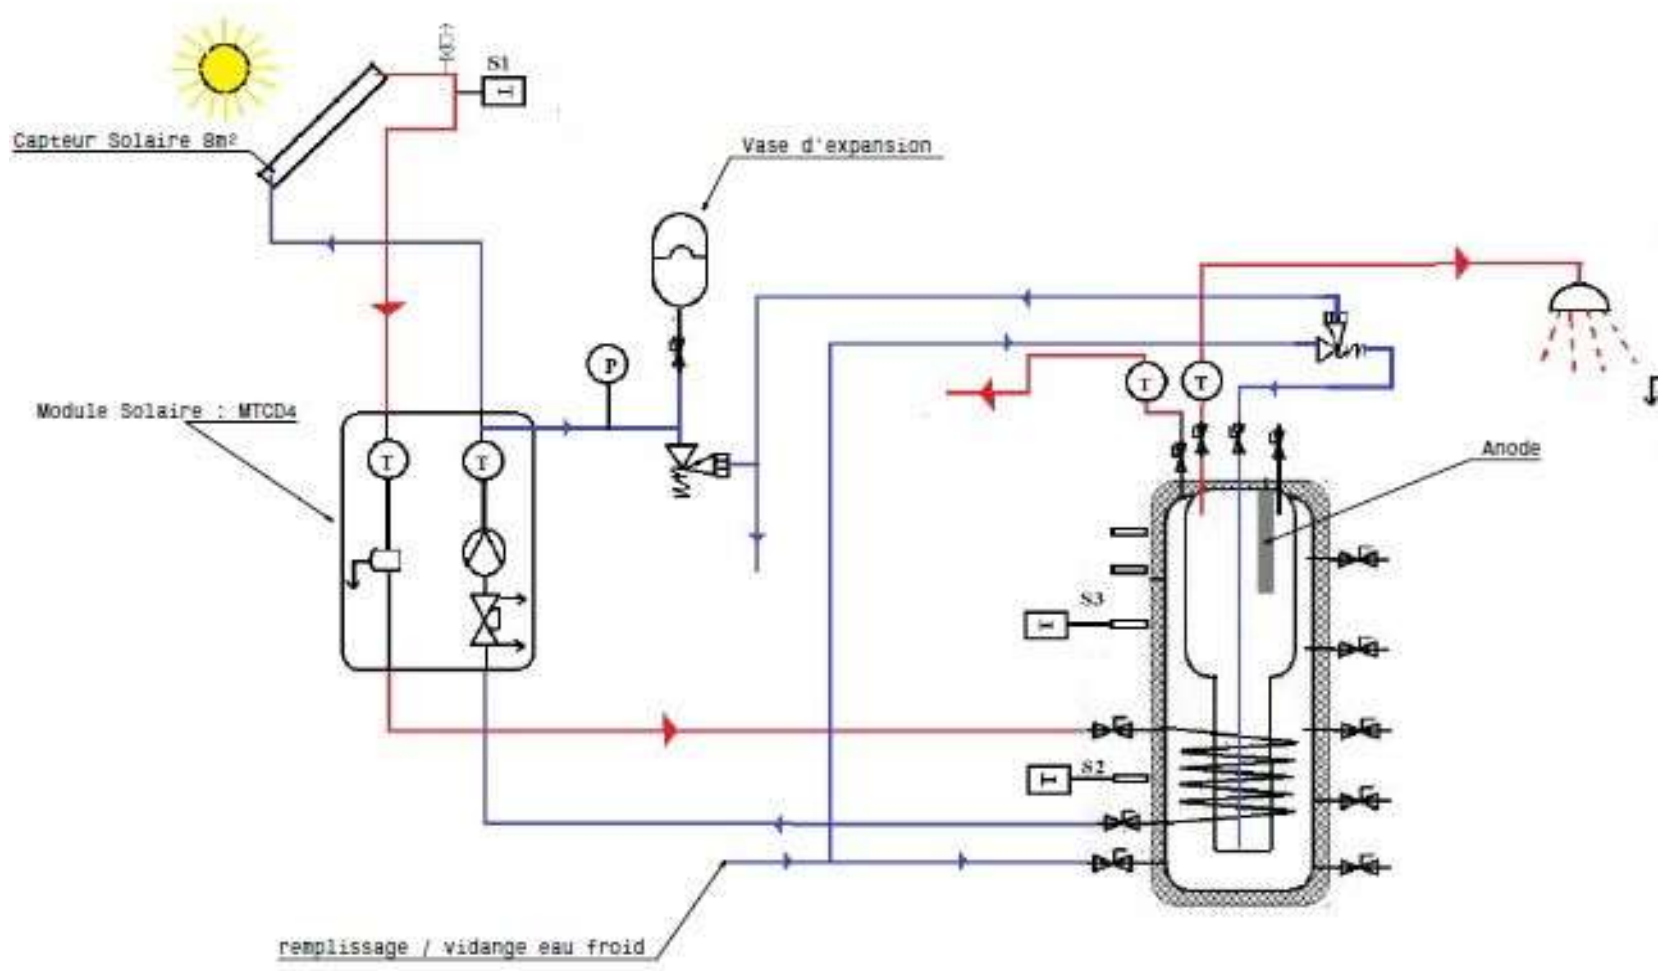 S1
Capteur Solaire 8m²
Vase d'expansion
P
T
T
Module Solaire : MTCD4
T
T
Anode
S3
S2
remplissage / vidange eau froid